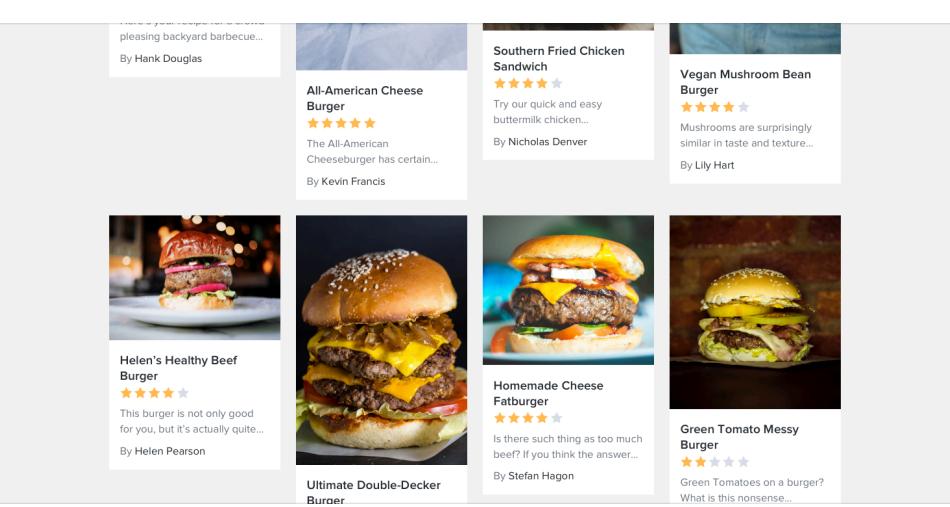 Here's your recipe for a crowd
pleasing backyard barbecue...
By Hank Douglas
All-American Cheese
Burger
The All-American
Cheeseburger has certain...
By Kevin Francis
Southern Fried Chicken
Sandwich
Try our quick and easy
buttermilk chicken...
By Nicholas Denver
Vegan Mushroom Bean
Burger
Mushrooms are surprisingly
similar in taste and texture...
By Lily Hart
Helen's Healthy Beef
Burger
This burger is not only good
for you, but it's actually quite...
By Helen Pearson
Ultimate Double-Decker
Burger
Homemade Cheese
Fatburger
Is there such thing as too much
beef? If you think the answer...
By Stefan Hagon
Green Tomato Messy
Burger
Green Tomatoes on a burger?
What is this nonsense...